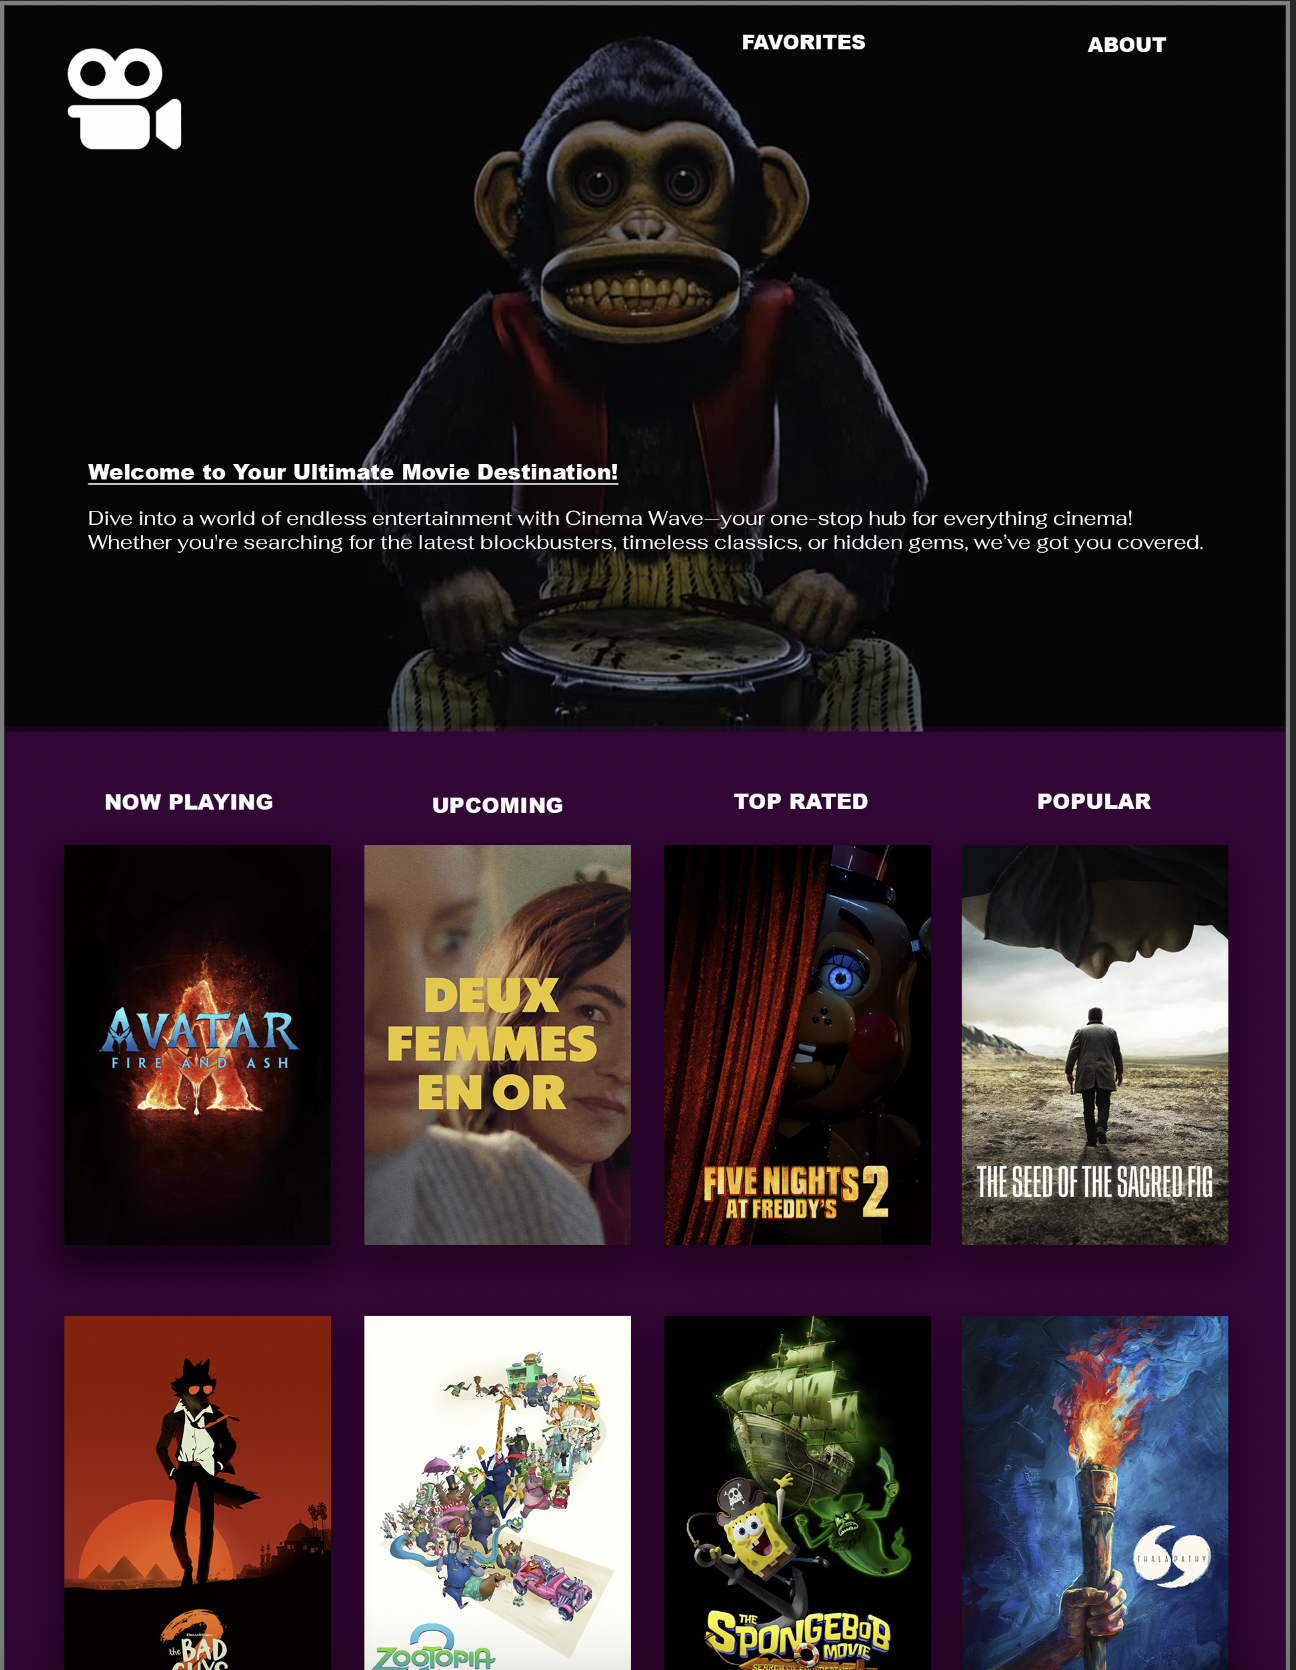 FAVORITES
ABOUT
Welcome to Your Ultimate Movie Destination!
Dive into a world of endless entertainment with Cinema Wave—your one-stop hub for everything cinema!
Whether you're searching for the latest blockbusters, timeless classics, or hidden gems, we’ve got you covered.
NOW PLAYING
UPCOMING
TOP RATED
POPULAR
AVATAR
FIRE AND ASH
DEUX
FEMMES
EN OR
FIVE NIGHTS
AT FREDDY'S
2
THE SEED OF THE SACRED FIG
2
the BAD
GUYS
2
ZOOTOPIA
THE
SPONGEBOB
MOVIE
THALAPATHY